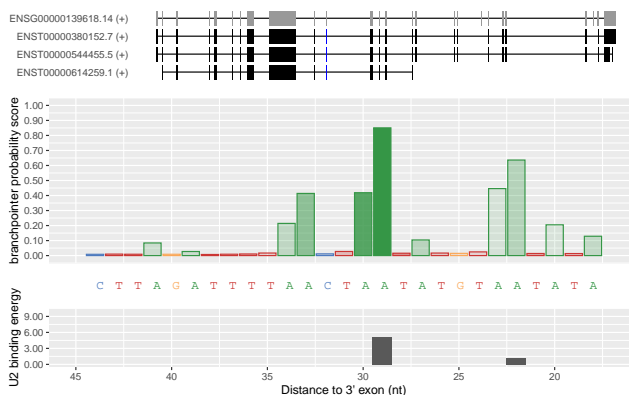 ENSG00000139618.14 (+)
ENST00000380152.7 (+)
ENST00000544455.5 (+)
ENST00000614259.1 (+)
branchpointer probability score
1.00
0.90
0.80
0.70
0.60
0.50
0.40
0.30
0.20
0.10
0.00
C T T A G A T T T T A A C T A A T A T G T A A T A T A
U2 binding energy
9.00
6.00
3.00
0.00
45 40 35 30 25 20
Distance to 3' exon (nt)